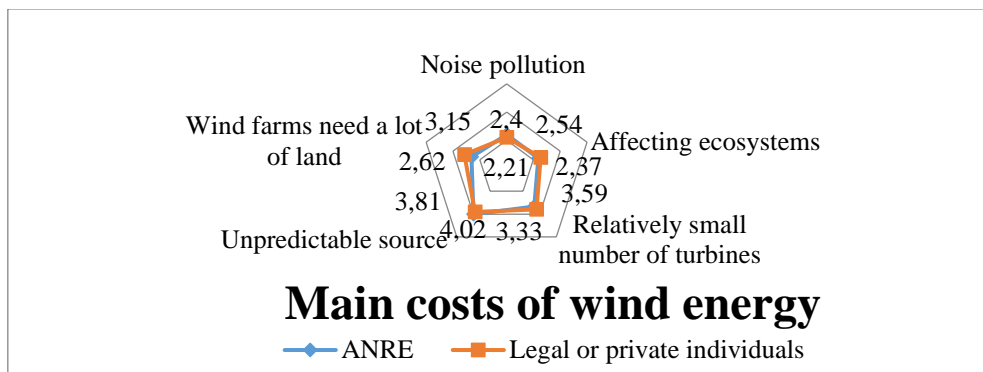 Noise pollution
3,15
2,4
2,54
Wind farms need a lot
of land
Affecting ecosystems
2,62
2,21
2,37
3,81
3,59
Unpredictable source
4,02
3,33
Relatively small
number of turbines
Main costs of wind energy
ANRE
Legal or private individuals